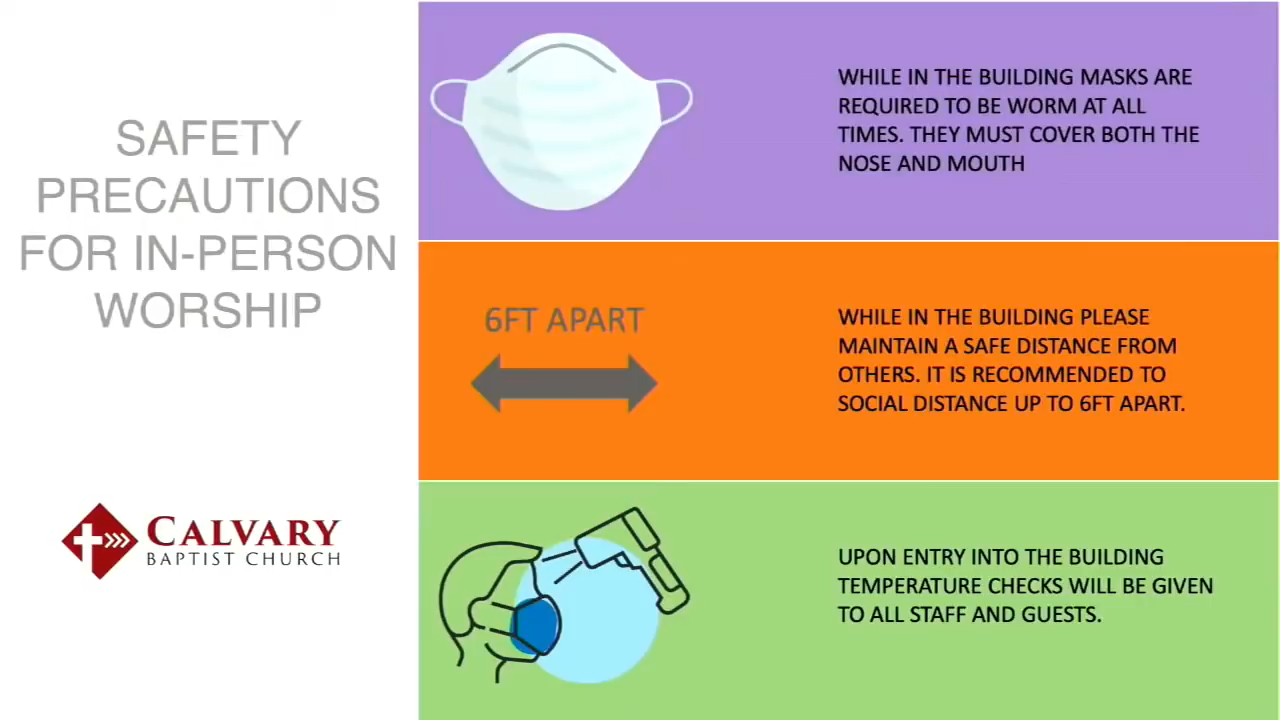 SAFETY
PRECAUTIONS
FOR IN-PERSON
WORSHIP
CALVARY
BAPTIST CHURCH
WHILE IN THE BUILDING MASKS ARE
REQUIRED TO BE WORM AT ALL
TIMES. THEY MUST COVER BOTH THE
NOSE AND MOUTH
6FT APART
WHILE IN THE BUILDING PLEASE
MAINTAIN A SAFE DISTANCE FROM
OTHERS. IT IS RECOMMENDED TO
SOCIAL DISTANCE UP TO 6FT APART.
UPON ENTRY INTO THE BUILDING
TEMPERATURE CHECKS WILL BE GIVEN
TO ALL STAFF AND GUESTS.